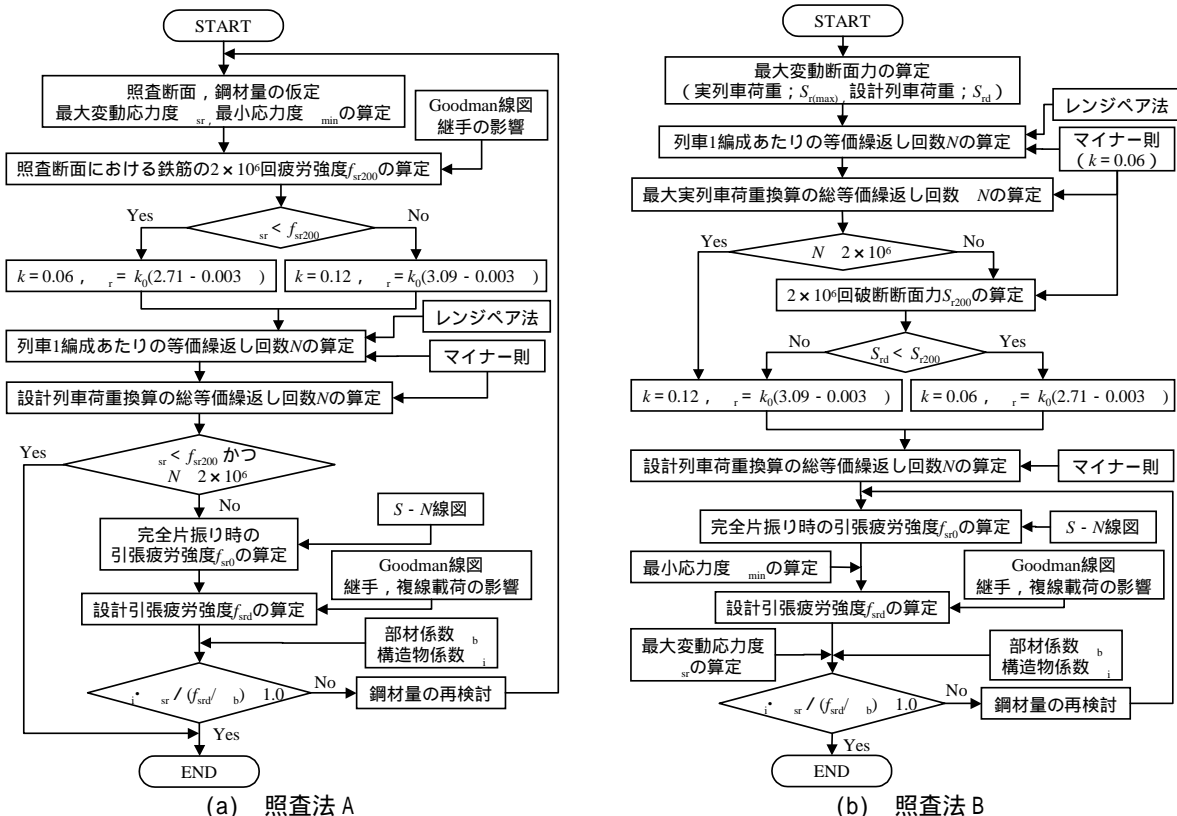 START
照査断面，鋼材量の仮定
最大変動応力度 sr，最小応力度 minの算定
Goodman線図
継手の影響
照査断面における鉄筋の2×10⁶回疲労強度fsr200の算定
Yes
No
sr < fsr200
k = 0.06 ， r = k0(2.71 - 0.003 )
k = 0.12 ， r = k0(3.09 - 0.003 )
レンジペア法
列車1編成あたりの等価繰返し回数Nの算定
マイナー則
設計列車荷重換算の総等価繰返し回数Nの算定
Yes
sr < fsr200 かつ
N 2×10⁶
No
S - N線図
完全片振り時の
引張疲労強度fsr0の算定
Goodman線図
継手，複線載荷の影響
設計引張疲労強度fsrdの算定
部材係数 b
構造物係数 i
i・ sr / (fsrd/ b) 1.0
No
鋼材量の再検討
Yes
END
(a) 照査法 A
START
最大変動断面力の算定
（実列車荷重；Sr(max)，設計列車荷重；Srd）
レンジペア法
列車1編成あたりの等価繰返し回数Nの算定
マイナー則
（k = 0.06）
最大実列車荷重換算の総等価繰返し回数 Nの算定
Yes
N 2×10⁶
No
2×10⁶回破断断面力Sr200の算定
No
Srd < Sr200
Yes
k = 0.12 ， r = k0(3.09 - 0.003 )
k = 0.06 ， r = k0(2.71 - 0.003 )
設計列車荷重換算の総等価繰返し回数Nの算定
マイナー則
完全片振り時の引張疲労強度fsr0の算定
S - N線図
最小応力度 minの算定
Goodman線図
継手，複線載荷の影響
設計引張疲労強度fsrdの算定
最大変動応力度
srの算定
部材係数 b
構造物係数 i
i・ sr / (fsrd/ b) 1.0
No
鋼材量の再検討
Yes
END
(b) 照査法 B